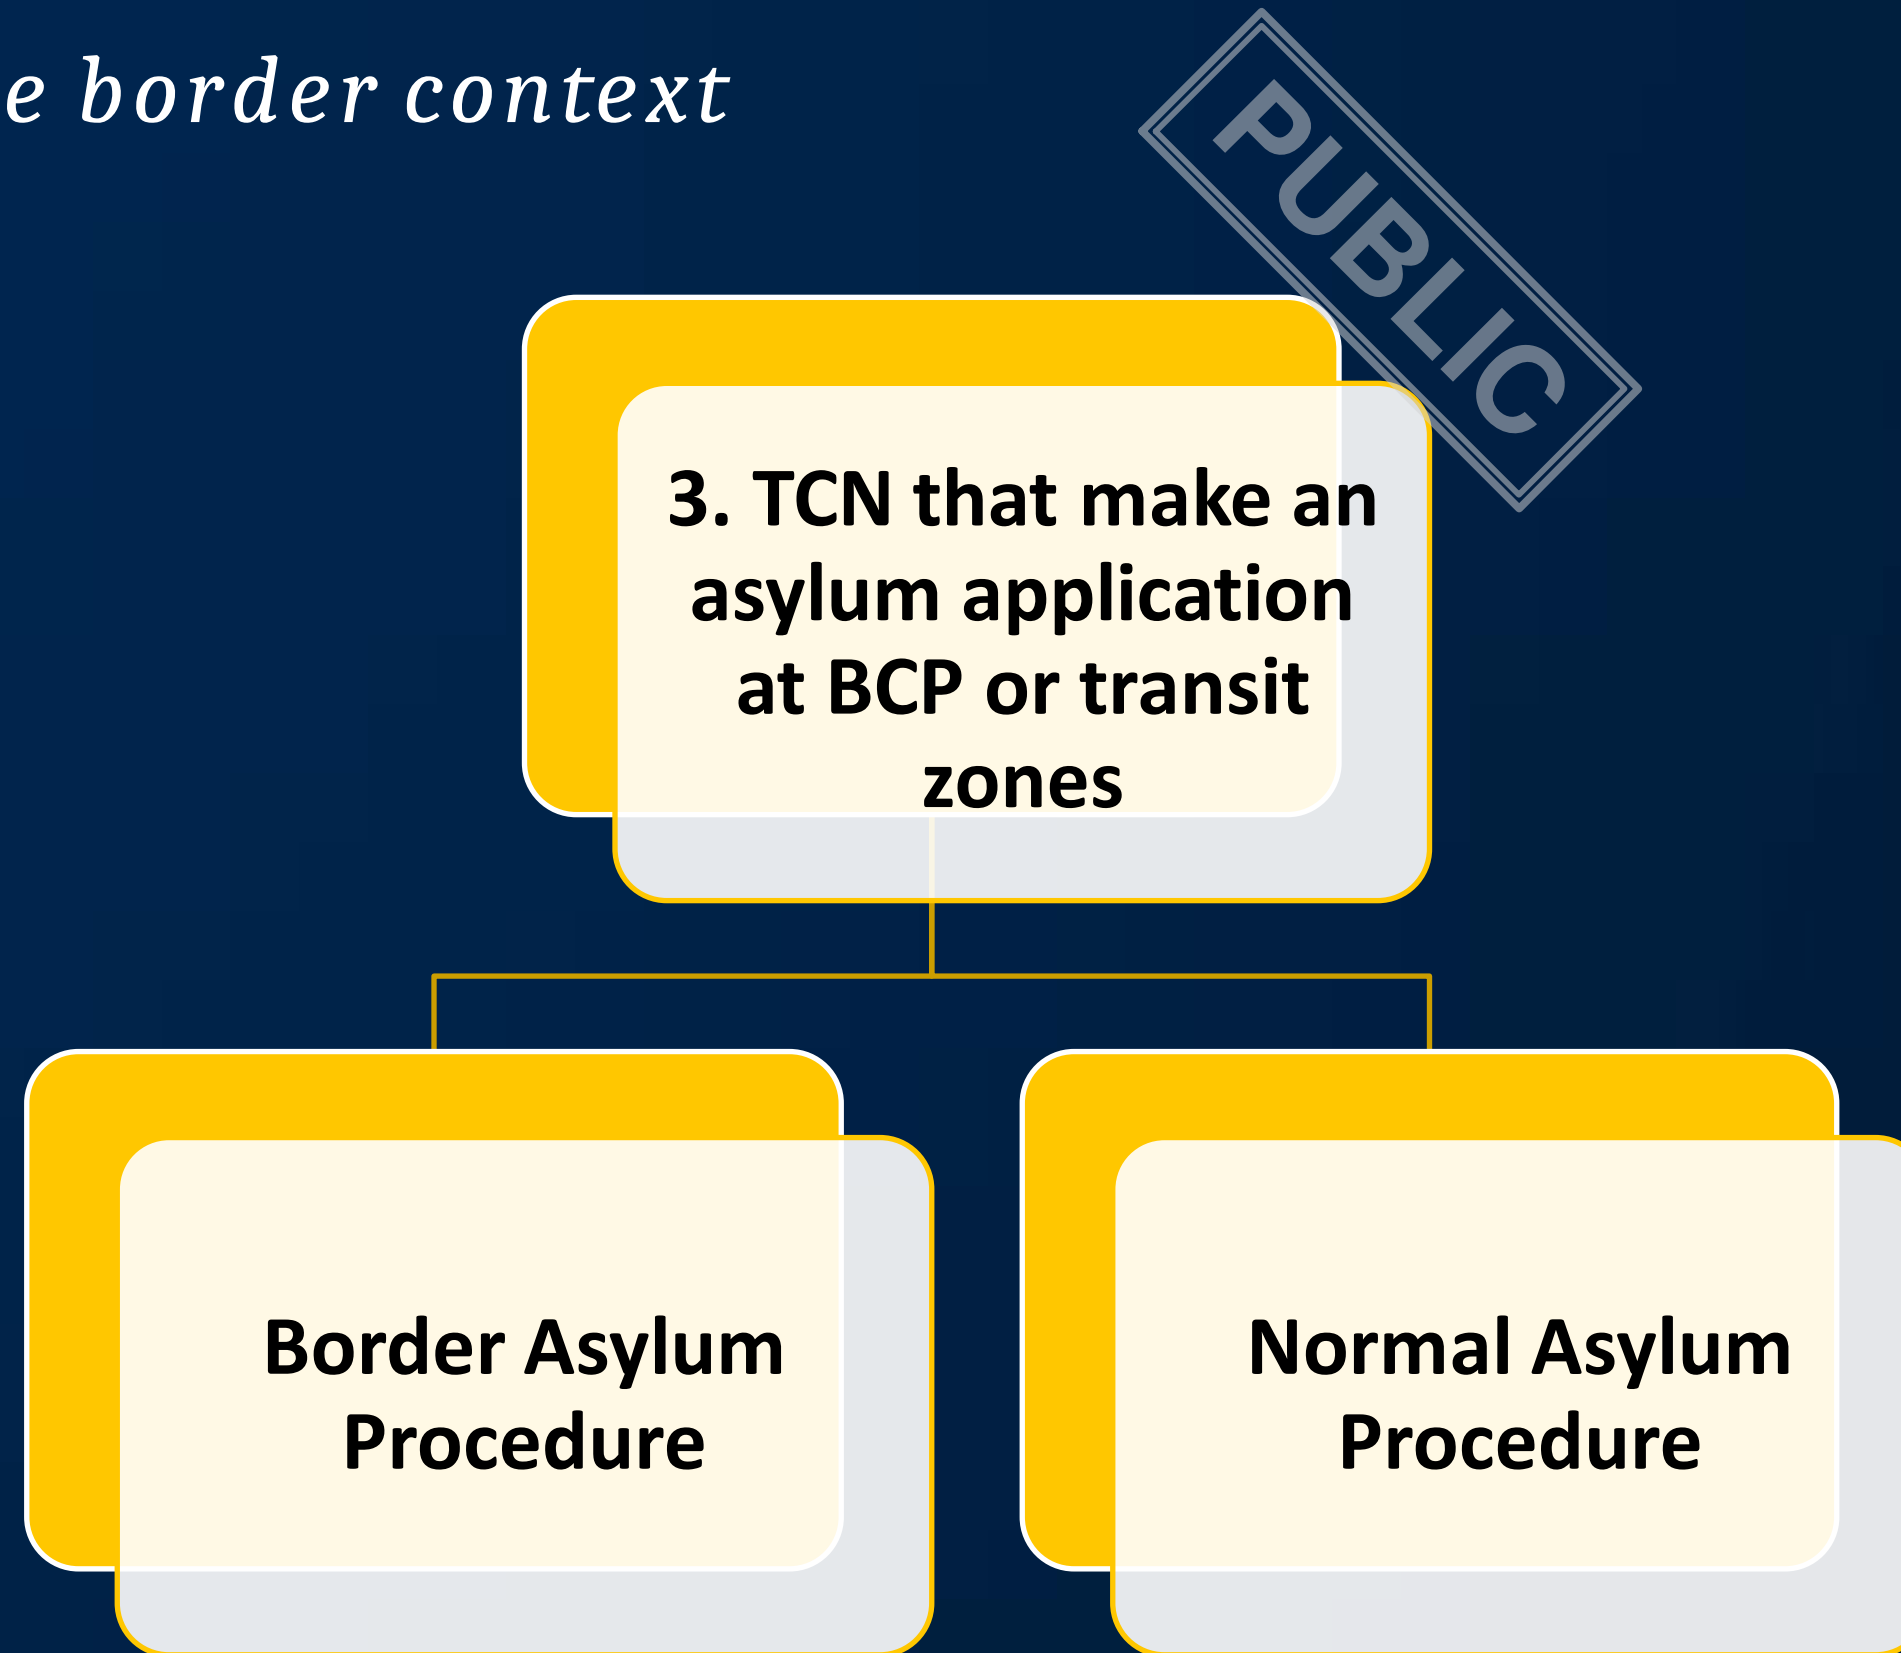 e border context
PUBLIC
3. TCN that make an
asylum application
at BCP or transit
zones
Border Asylum
Procedure
Normal Asylum
Procedure